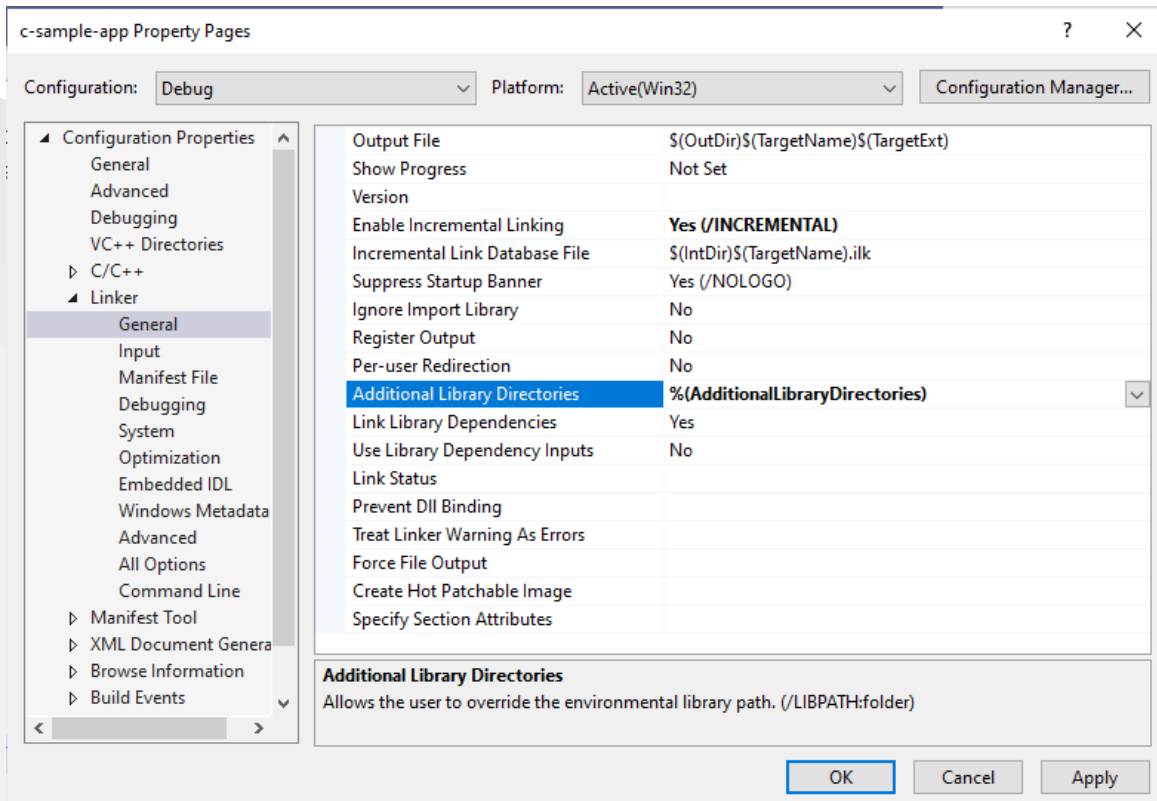 c-sample-app Property Pages ?
Configuration: Debug Platform: Active(Win32) Configuration Manager...
Configuration Properties
General
Advanced
Debugging
VC++ Directories
C/C++
Linker
General
Input
Manifest File
Debugging
System
Optimization
Embedded IDL
Windows Metadata
Advanced
All Options
Command Line
Manifest Tool
XML Document Genera
Browse Information
Build Events
Output File $(OutDir)$(TargetName)$(TargetExt)
Show Progress Not Set
Version
Enable Incremental Linking Yes (/INCREMENTAL)
Incremental Link Database File $(IntDir)$(TargetName).ilk
Suppress Startup Banner Yes (/NOLOGO)
Ignore Import Library No
Register Output No
Per-user Redirection No
Additional Library Directories %(AdditionalLibraryDirectories)
Link Library Dependencies Yes
Use Library Dependency Inputs No
Link Status
Prevent Dll Binding
Treat Linker Warning As Errors
Force File Output
Create Hot Patchable Image
Specify Section Attributes
Additional Library Directories
Allows the user to override the environmental library path. (/LIBPATH:folder)
OK Cancel Apply